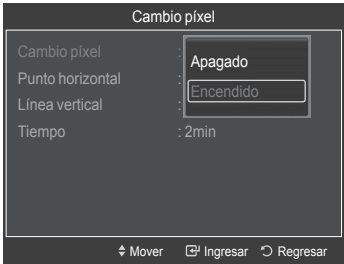 Cambio píxel
Cambio píxel :
Apagado
Punto horizontal :
Encendido
Línea vertical :
Tiempo : 2min
Mover Ingresar Regresar